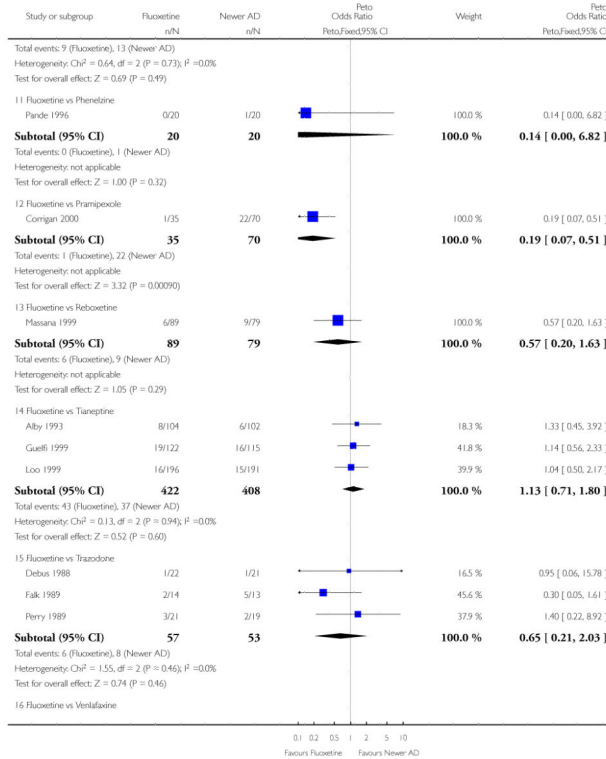 Study or subgroup Fluoxetine Newer AD Peto Odds Ratio Weight Peto Odds Ratio
n/N n/N Peto,Fixed,95% CI Peto,Fixed,95% C
Total events: 9 (Fluoxetine), 13 (Newer AD)
Heterogeneity: Chi² = 0.64, df = 2 (P = 0.73); I² =0.0%
Test for overall effect: Z = 0.69 (P = 0.49)
11 Fluoxetine vs Phenelzine
Pande 1996 0/20 1/20 100.0 % 0.14 [ 0.00, 6.82 ]
Subtotal (95% CI) 20 20 100.0 % 0.14 [ 0.00, 6.82 ]
Total events: 0 (Fluoxetine), 1 (Newer AD)
Heterogeneity: not applicable
Test for overall effect: Z = 1.00 (P = 0.32)
12 Fluoxetine vs Pramipexole
Corrigan 2000 1/35 22/70 100.0 % 0.19 [ 0.07, 0.51 ]
Subtotal (95% CI) 35 70 100.0 % 0.19 [ 0.07, 0.51 ]
Total events: 1 (Fluoxetine), 22 (Newer AD)
Heterogeneity: not applicable
Test for overall effect: Z = 3.32 (P = 0.00090)
13 Fluoxetine vs Reboxetine
Massana 1999 6/89 9/79 100.0 % 0.57 [ 0.20, 1.63 ]
Subtotal (95% CI) 89 79 100.0 % 0.57 [ 0.20, 1.63 ]
Total events: 6 (Fluoxetine), 9 (Newer AD)
Heterogeneity: not applicable
Test for overall effect: Z = 1.05 (P = 0.29)
14 Fluoxetine vs Tianeptine
Alby 1993 8/104 6/102 18.3 % 1.33 [ 0.45, 3.92 ]
Guelfi 1999 19/122 16/115 41.8 % 1.14 [ 0.56, 2.33 ]
Loo 1999 16/196 15/191 39.9 % 1.04 [ 0.50, 2.17 ]
Subtotal (95% CI) 422 408 100.0 % 1.13 [ 0.71, 1.80 ]
Total events: 43 (Fluoxetine), 37 (Newer AD)
Heterogeneity: Chi² = 0.13, df = 2 (P = 0.94); I² =0.0%
Test for overall effect: Z = 0.52 (P = 0.60)
15 Fluoxetine vs Trazodone
Debus 1988 1/22 1/21 16.5 % 0.95 [ 0.06, 15.78 ]
Falk 1989 2/14 5/13 45.6 % 0.30 [ 0.05, 1.61 ]
Perry 1989 3/21 2/19 37.9 % 1.40 [ 0.22, 8.92 ]
Subtotal (95% CI) 57 53 100.0 % 0.65 [ 0.21, 2.03 ]
Total events: 6 (Fluoxetine), 8 (Newer AD)
Heterogeneity: Chi² = 1.55, df = 2 (P = 0.46); I² =0.0%
Test for overall effect: Z = 0.74 (P = 0.46)
16 Fluoxetine vs Venlafaxine
0.1 0.2 0.5 1 2 5 10
Favours Fluoxetine Favours Newer AD